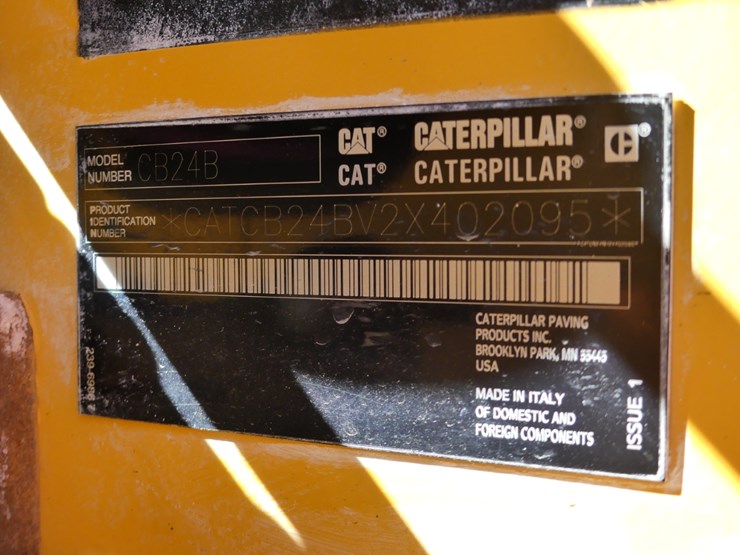 CAT® CATERPILLAR®
CAT® CATERPILLAR®
MODEL NUMBER CB24B
PRODUCT IDENTIFICATION NUMBER *CATCB24BV2X402095*
CATERPILLAR PAVING
PRODUCTS INC.
BROOKLYN PARK, MN 55445
USA
MADE IN ITALY
OF DOMESTIC AND
FOREIGN COMPONENTS
ISSUE 1